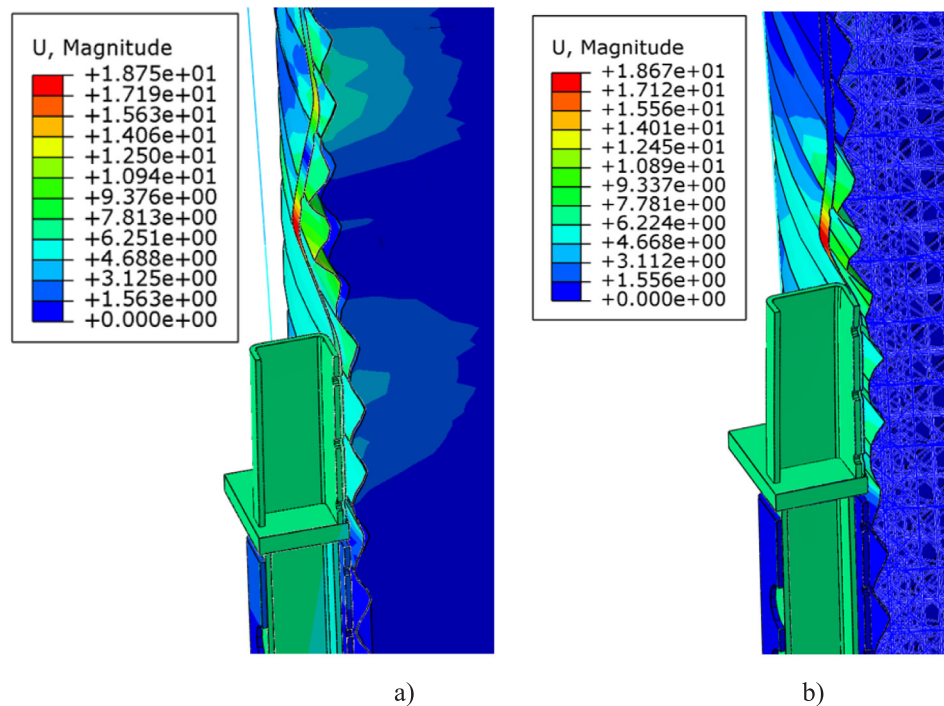 U, Magnitude
+1.875e+01
+1.719e+01
+1.563e+01
+1.406e+01
+1.250e+01
+1.094e+01
+9.376e+00
+7.813e+00
+6.251e+00
+4.688e+00
+3.125e+00
+1.563e+00
+0.000e+00
U, Magnitude
+1.867e+01
+1.712e+01
+1.556e+01
+1.401e+01
+1.245e+01
+1.089e+01
+9.337e+00
+7.781e+00
+6.224e+00
+4.668e+00
+3.112e+00
+1.556e+00
+0.000e+00
a)
b)